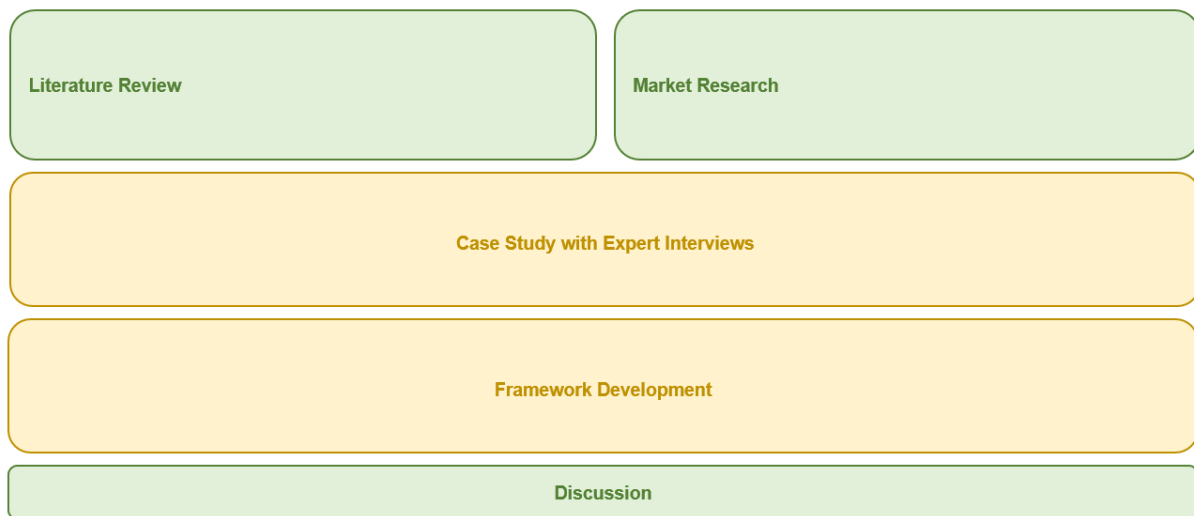 Literature Review
Market Research
Case Study with Expert Interviews
Framework Development
Discussion